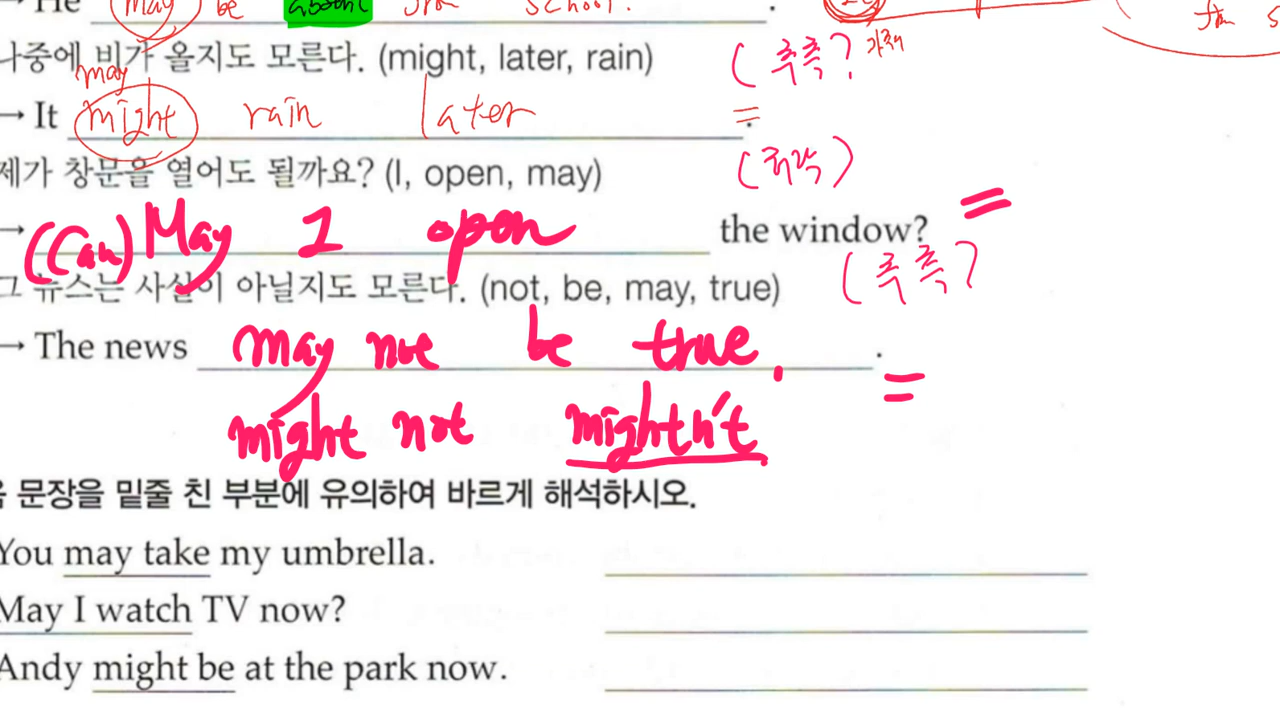 He may be absent from school.
나중에 비가 올지도 모른다. (might, later, rain) (추측?
may
→ It might rain later. =
제가 창문을 열어도 될까요? (I, open, may) (허락)
→ (Can) May I open the window? =
그 뉴스는 사실이 아닐지도 모른다. (not, be, may, true) (추측?
→ The news may not be true. =
might not mightn't
문장을 밑줄 친 부분에 유의하여 바르게 해석하시오.
You may take my umbrella.
May I watch TV now?
Andy might be at the park now.